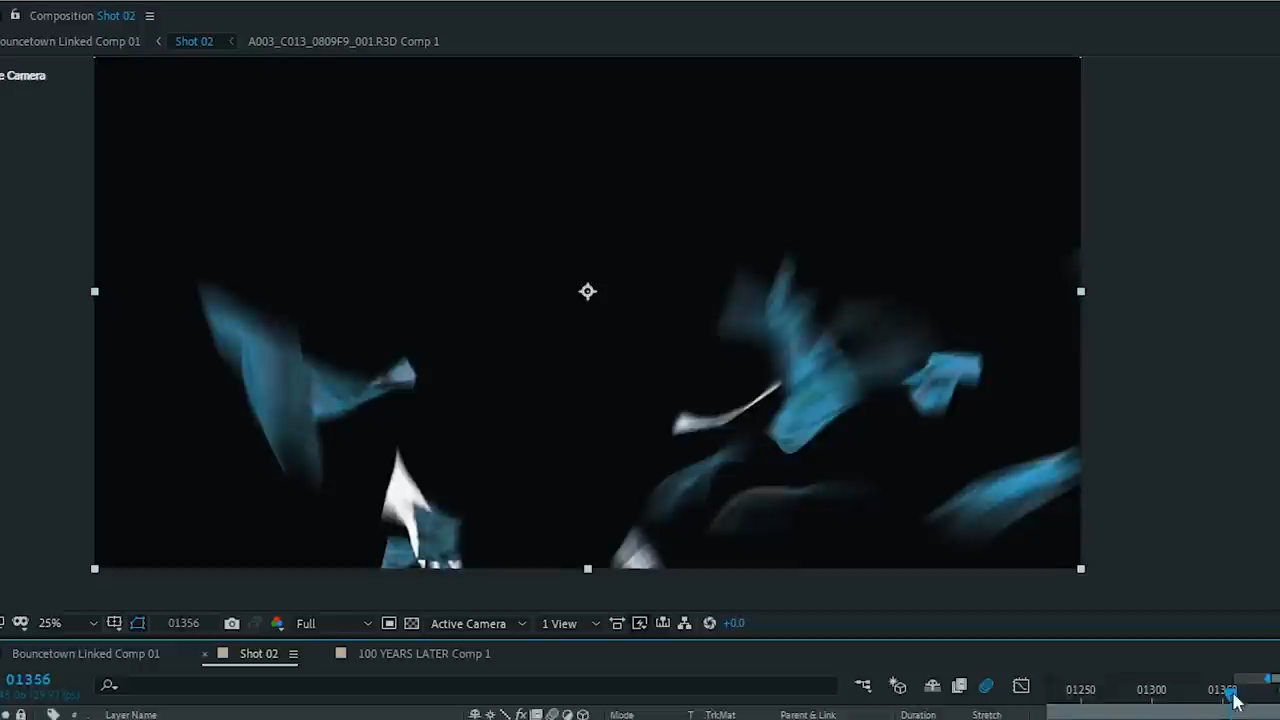 Composition Shot 02
ouncetown Linked Comp 01 Shot 02 A003_C013_0809F9_001.R3D Comp 1
e Camera
25% 01356 Full Active Camera 1 View +0.0
Bouncetown Linked Comp 01 Shot 02 100 YEARS LATER Comp 1
01356
01250 01300
# Layer Name fx Mode T .TrkMat Parent & Link Duration Stretch